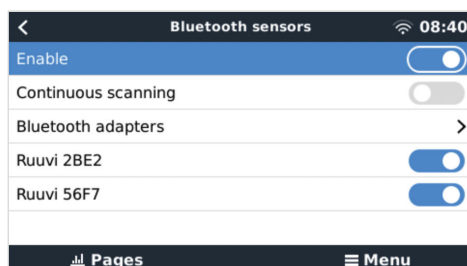 Bluetooth sensors 08:40
Enable
Continuous scanning
Bluetooth adapters
Ruuvi 2BE2
Ruuvi 56F7
Pages Menu